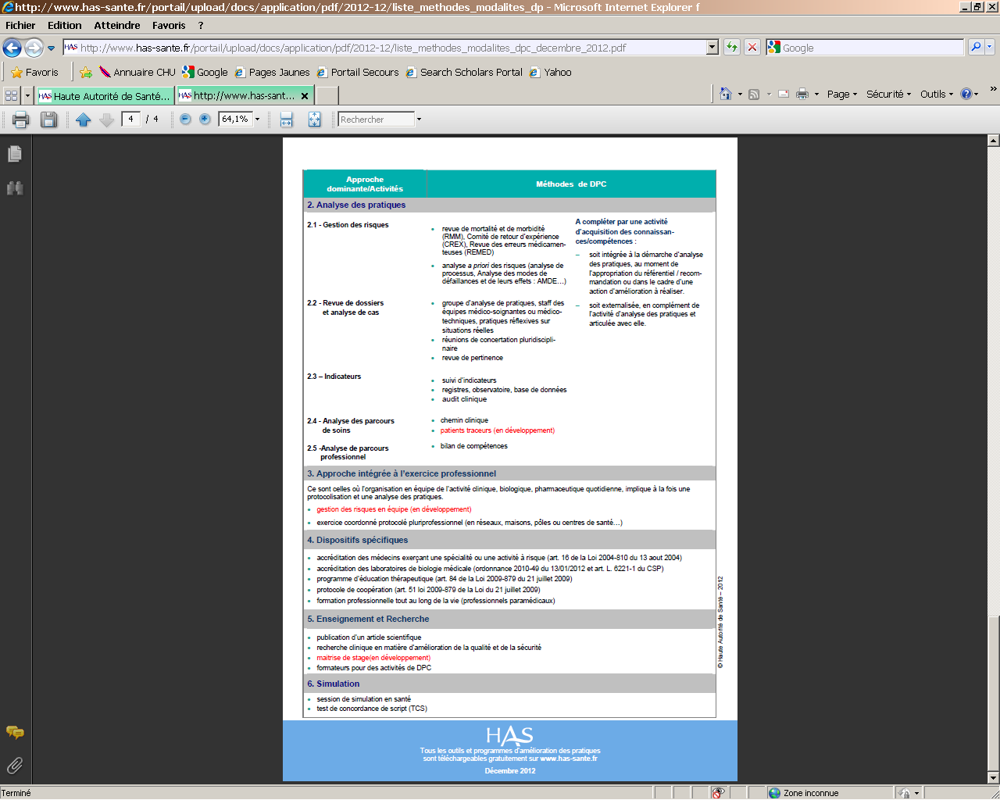 http://www.has-sante.fr/portail/upload/docs/application/pdf/2012-12/liste_methodes_modalites_dp - Microsoft Internet Explorer f
Fichier Edition Atteindre Favoris ?
HAS http://www.has-sante.fr/portail/upload/docs/application/pdf/2012-12/liste_methodes_modalites_dpc_decembre_2012.pdf Google
Favoris Annuaire CHU Google Pages Jaunes Portail Secours Search Scholars Portal Yahoo
HAS Haute Autorité de Santé... HAS http://www.has-sant... Page Sécurité Outils
4 / 4 64,1% Rechercher
Approche
dominante/Activités
Méthodes de DPC
2. Analyse des pratiques
2.1 - Gestion des risques
• revue de mortalité et de morbidité
(RMM), Comité de retour d'expérience
(CREX), Revue des erreurs médicamen-
teuses (REMED)
• analyse a priori des risques (analyse de
processus, Analyse des modes de
défaillances et de leurs effets : AMDE...)
A compléter par une activité
d'acquisition des connaissan-
ces/compétences :
– soit intégrée à la démarche d'analyse
des pratiques, au moment de
l'appropriation du référentiel / recom-
mandation ou dans le cadre d'une
action d'amélioration à réaliser.
– soit externalisée, en complément de
l'activité d'analyse des pratiques et
articulée avec elle.
2.2 - Revue de dossiers
et analyse de cas
• groupe d'analyse de pratiques, staff des
équipes médico-soignantes ou médico-
techniques, pratiques réflexives sur
situations réelles
• réunions de concertation pluridiscipli-
naire
• revue de pertinence
2.3 – Indicateurs
• suivi d'indicateurs
• registres, observatoire, base de données
• audit clinique
2.4 - Analyse des parcours
de soins
• chemin clinique
• patients traceurs (en développement)
2.5 -Analyse de parcours
professionnel
• bilan de compétences
3. Approche intégrée à l'exercice professionnel
Ce sont celles où l'organisation en équipe de l'activité clinique, biologique, pharmaceutique quotidienne, implique à la fois une
protocolisation et une analyse des pratiques.
• gestion des risques en équipe (en développement)
• exercice coordonné protocolé pluriprofessionnel (en réseaux, maisons, pôles ou centres de santé...)
4. Dispositifs spécifiques
• accréditation des médecins exerçant une spécialité ou une activité à risque (art. 16 de la Loi 2004-810 du 13 aout 2004)
• accréditation des laboratoires de biologie médicale (ordonnance 2010-49 du 13/01/2012 et art. L. 6221-1 du CSP)
• programme d'éducation thérapeutique (art. 84 de la Loi 2009-879 du 21 juillet 2009)
• protocole de coopération (art. 51 loi 2009-879 de la Loi du 21 juillet 2009)
• formation professionnelle tout au long de la vie (professionnels paramédicaux)
5. Enseignement et Recherche
• publication d'un article scientifique
• recherche clinique en matière d'amélioration de la qualité et de la sécurité
• maîtrise de stage(en développement)
• formateurs pour des activités de DPC
6. Simulation
• session de simulation en santé
• test de concordance de script (TCS)
© Haute Autorité de Santé – 2012
HAS
Tous les outils et programmes d'amélioration des pratiques
sont téléchargeables gratuitement sur www.has-sante.fr
Décembre 2012
Terminé Zone inconnue